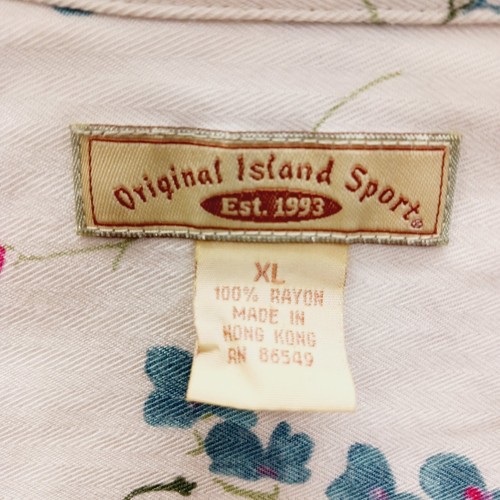 Original Island Sport®
Est. 1993
XL
100% RAYON
MADE IN
HONG KONG
RN 86549